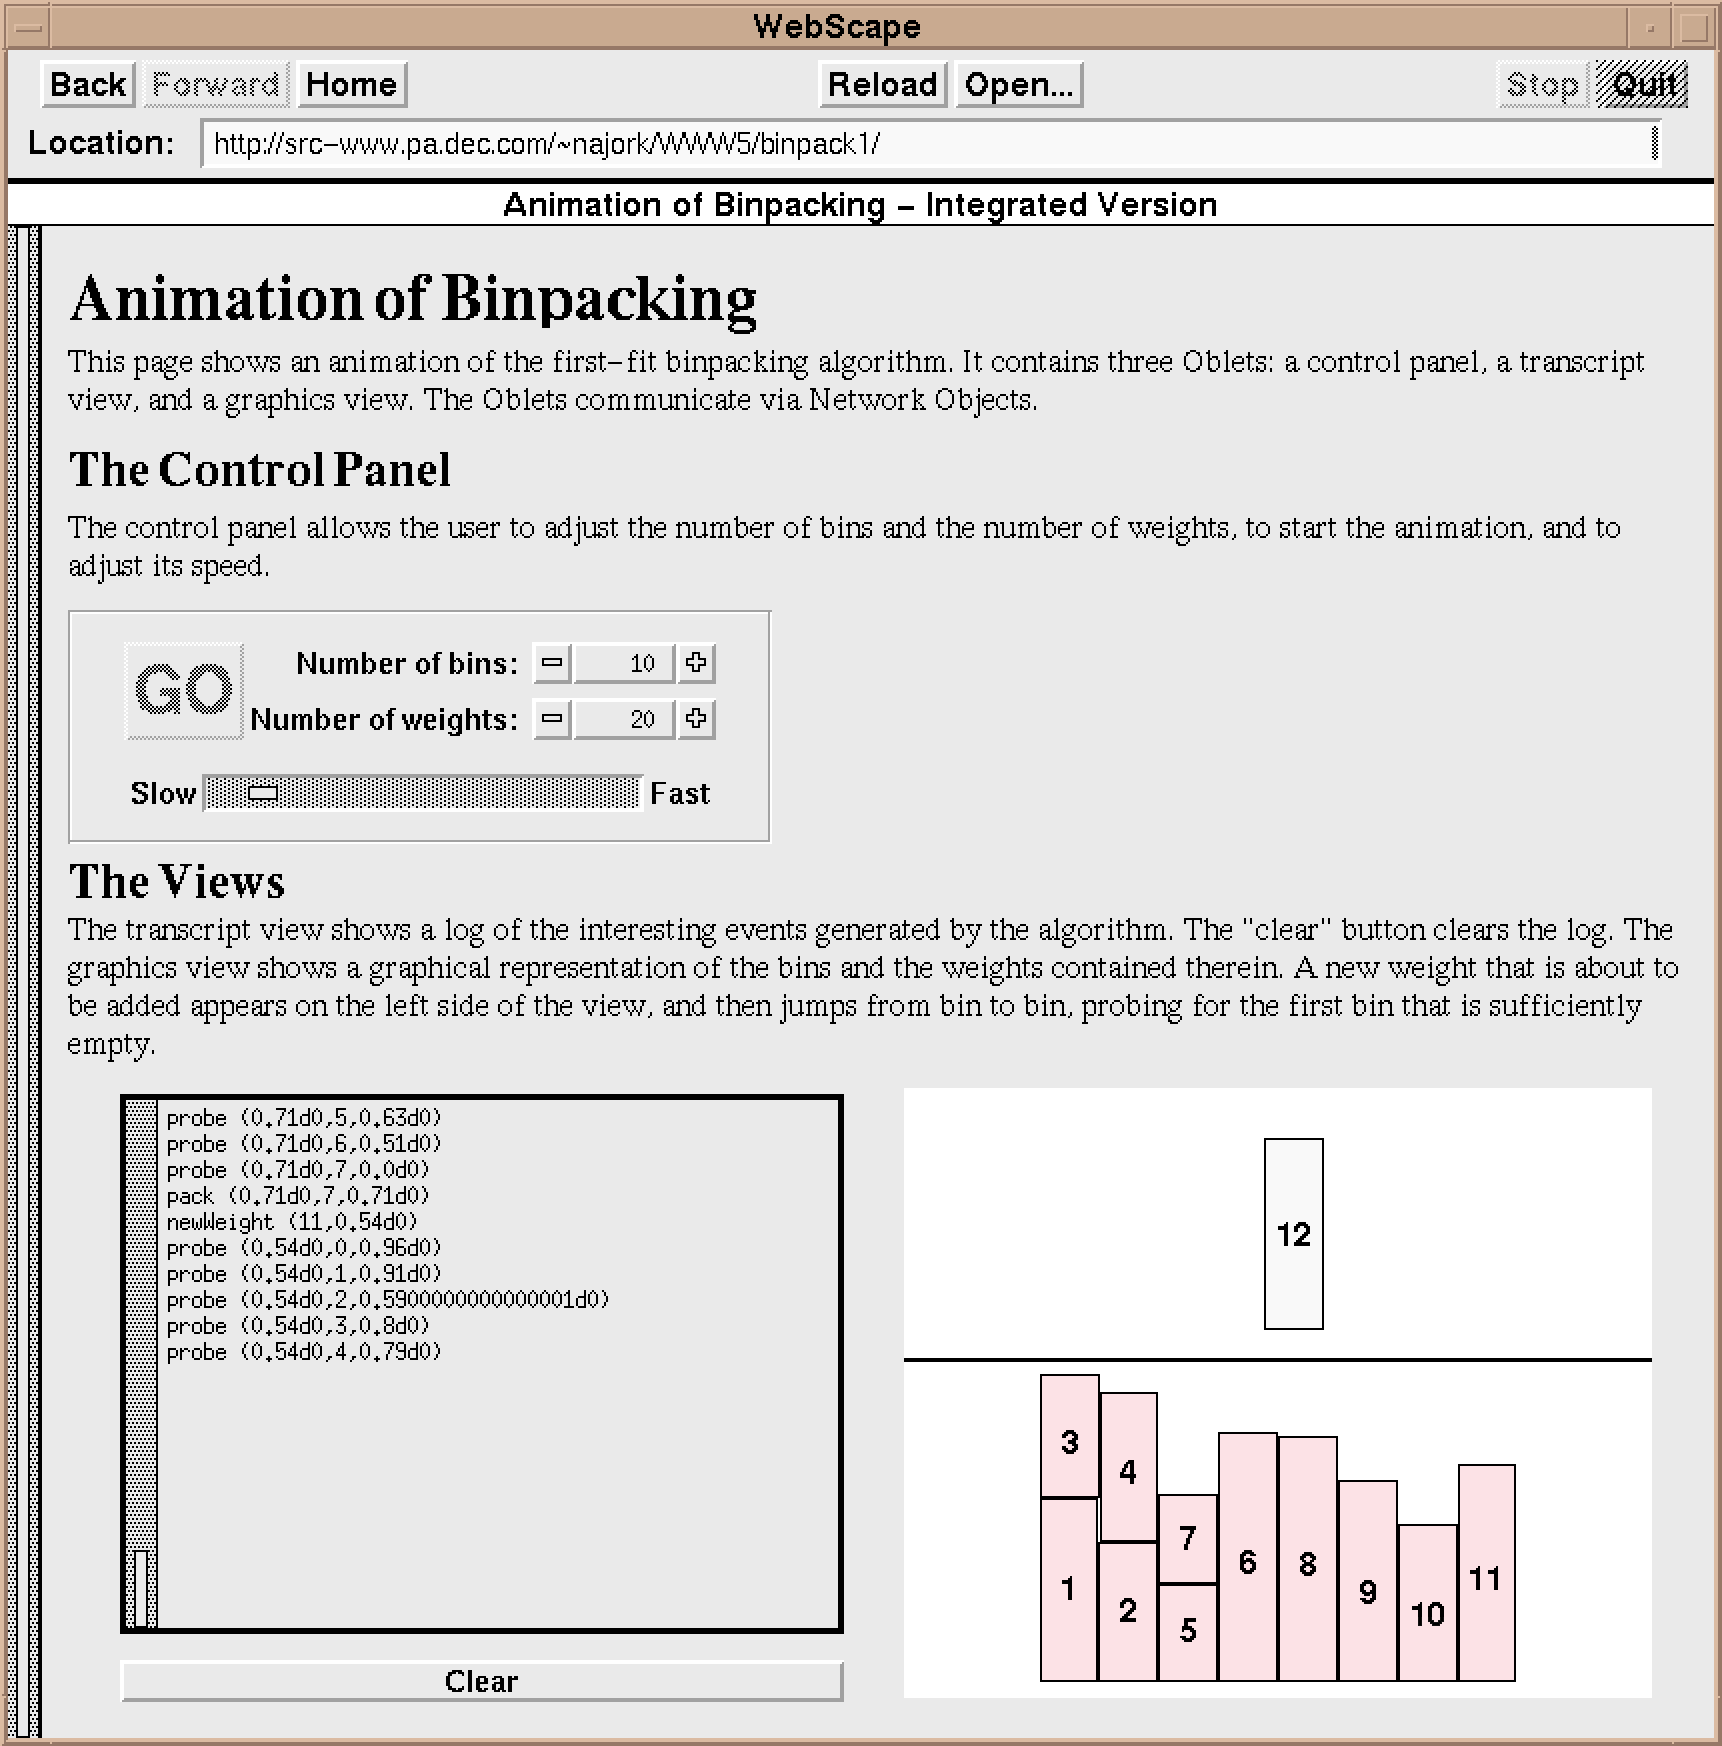 WebScape
Back Forward Home Reload Open... Stop Quit
Location: http://src-www.pa.dec.com/~najork/WWW5/binpack1/
Animation of Binpacking – Integrated Version
Animation of Binpacking
This page shows an animation of the first-fit binpacking algorithm. It contains three Oblets: a control panel, a transcript
view, and a graphics view. The Oblets communicate via Network Objects.
The Control Panel
The control panel allows the user to adjust the number of bins and the number of weights, to start the animation, and to
adjust its speed.
GO
Number of bins: 10
Number of weights: 20
Slow Fast
The Views
The transcript view shows a log of the interesting events generated by the algorithm. The "clear" button clears the log. The
graphics view shows a graphical representation of the bins and the weights contained therein. A new weight that is about to
be added appears on the left side of the view, and then jumps from bin to bin, probing for the first bin that is sufficiently
empty.
probe (0.71d0,5,0.63d0)
probe (0.71d0,6,0.51d0)
probe (0.71d0,7,0.0d0)
pack (0.71d0,7,0.71d0)
newWeight (11,0.54d0)
probe (0.54d0,0,0.96d0)
probe (0.54d0,1,0.91d0)
probe (0.54d0,2,0.5900000000000001d0)
probe (0.54d0,3,0.8d0)
probe (0.54d0,4,0.79d0)
Clear
12
3 4 7 6 8 9 10 11
1 2 5